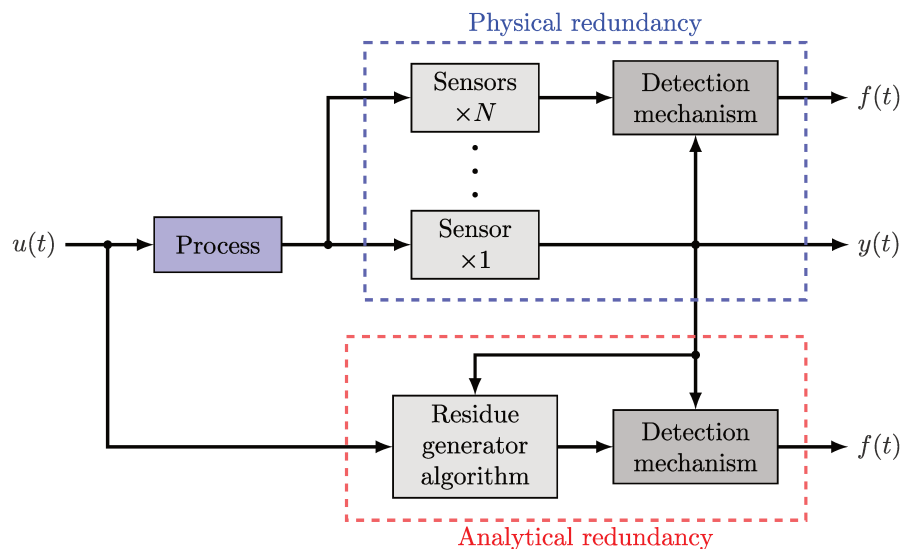 Physical redundancy
Sensors
×N
Detection
mechanism
f(t)
u(t)
Process
Sensor
×1
y(t)
Residue
generator
algorithm
Detection
mechanism
f(t)
Analytical redundancy